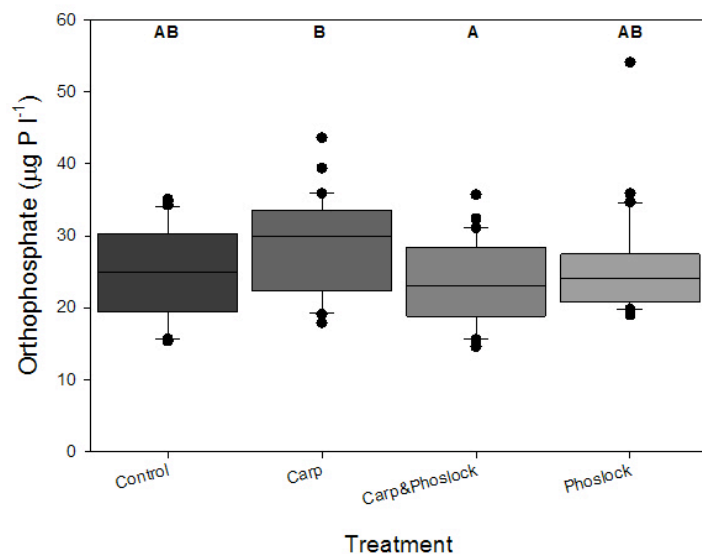 60
AB B A AB
50
40
30
20
10
0
Orthophosphate (µg P l⁻¹)
Control Carp Carp&Phoslock Phoslock
Treatment